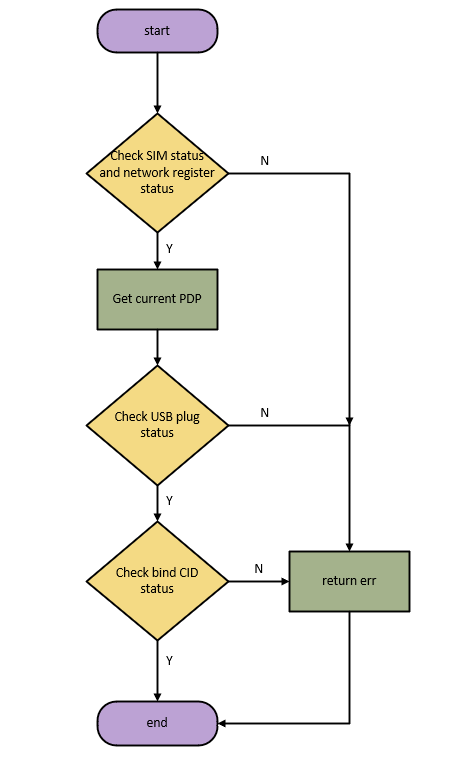 start
Check SIM status
and network register
status
N
Y
Get current PDP
Check USB plug
status
N
Y
Check bind CID
status
N
return err
Y
end